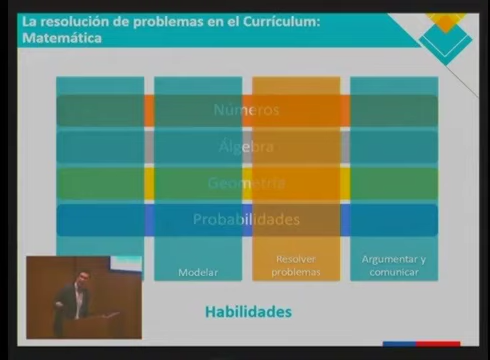 La resolución de problemas en el Currículum:
Matemática
Números
Álgebra
Geometría
Probabilidades
Modelar
Resolver
problemas
Argumentar y
comunicar
Habilidades